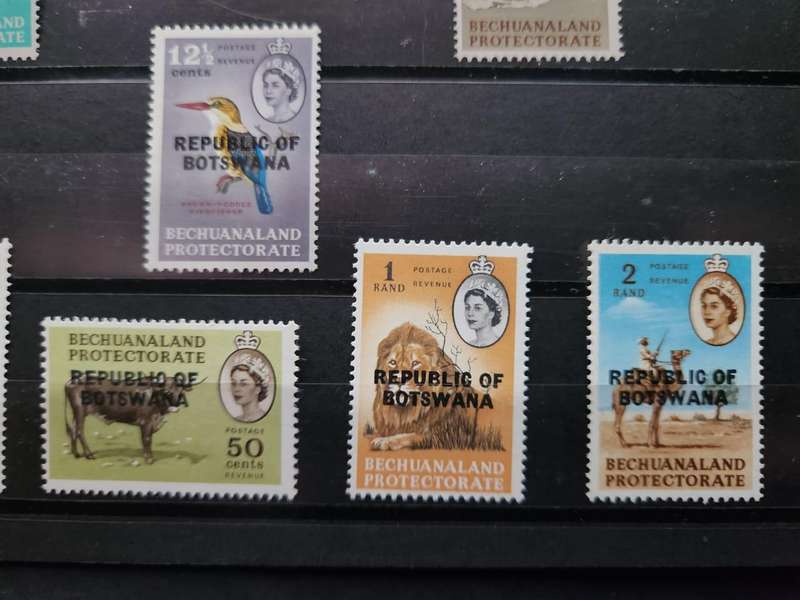 AND
ATE
BECHUANALAND
PROTECTORATE
12½
cents
POSTAGE
REVENUE
REPUBLIC OF
BOTSWANA
BECHUANALAND
PROTECTORATE
BECHUANALAND
PROTECTORATE
REPUBLIC OF
BOTSWANA
POSTAGE
50
cents
REVENUE
1
RAND
POSTAGE
REVENUE
REPUBLIC OF
BOTSWANA
BECHUANALAND
PROTECTORATE
2
RAND
POSTAGE
REVENUE
REPUBLIC OF
BOTSWANA
BECHUANALAND
PROTECTORATE